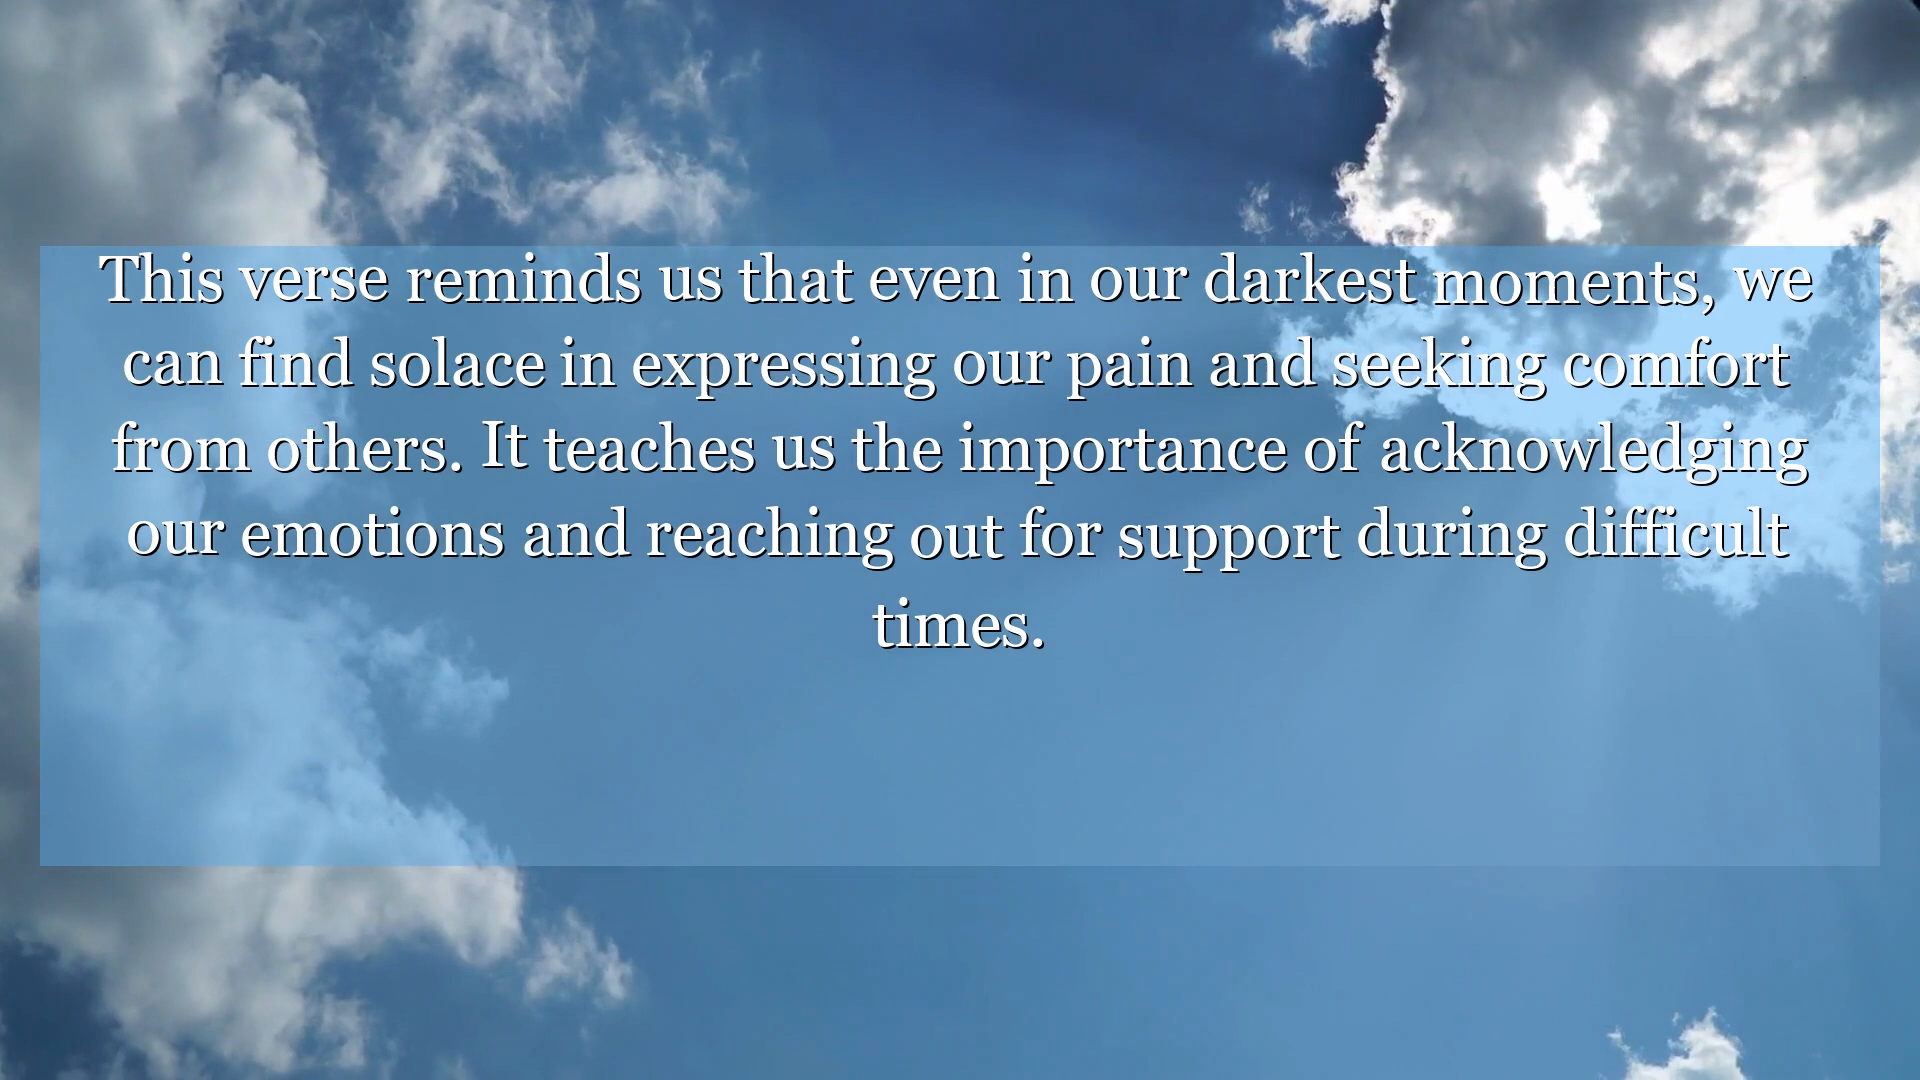 This verse reminds us that even in our darkest moments, we
can find solace in expressing our pain and seeking comfort
from others. It teaches us the importance of acknowledging
our emotions and reaching out for support during difficult
times.